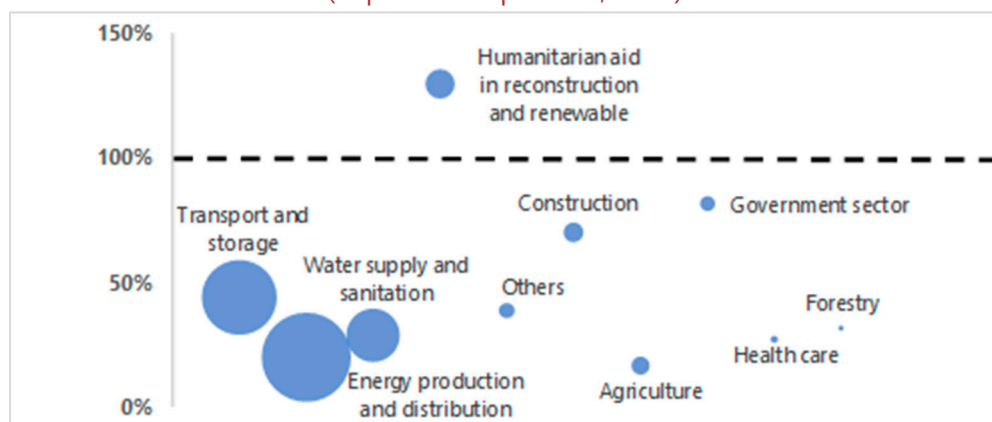 150%
Humanitarian aid
in reconstruction
and renewable
100%
Construction
Government sector
Transport and
storage
Water supply and
sanitation
50%
Others
Forestry
Health care
Energy production
and distribution
Agriculture
0%